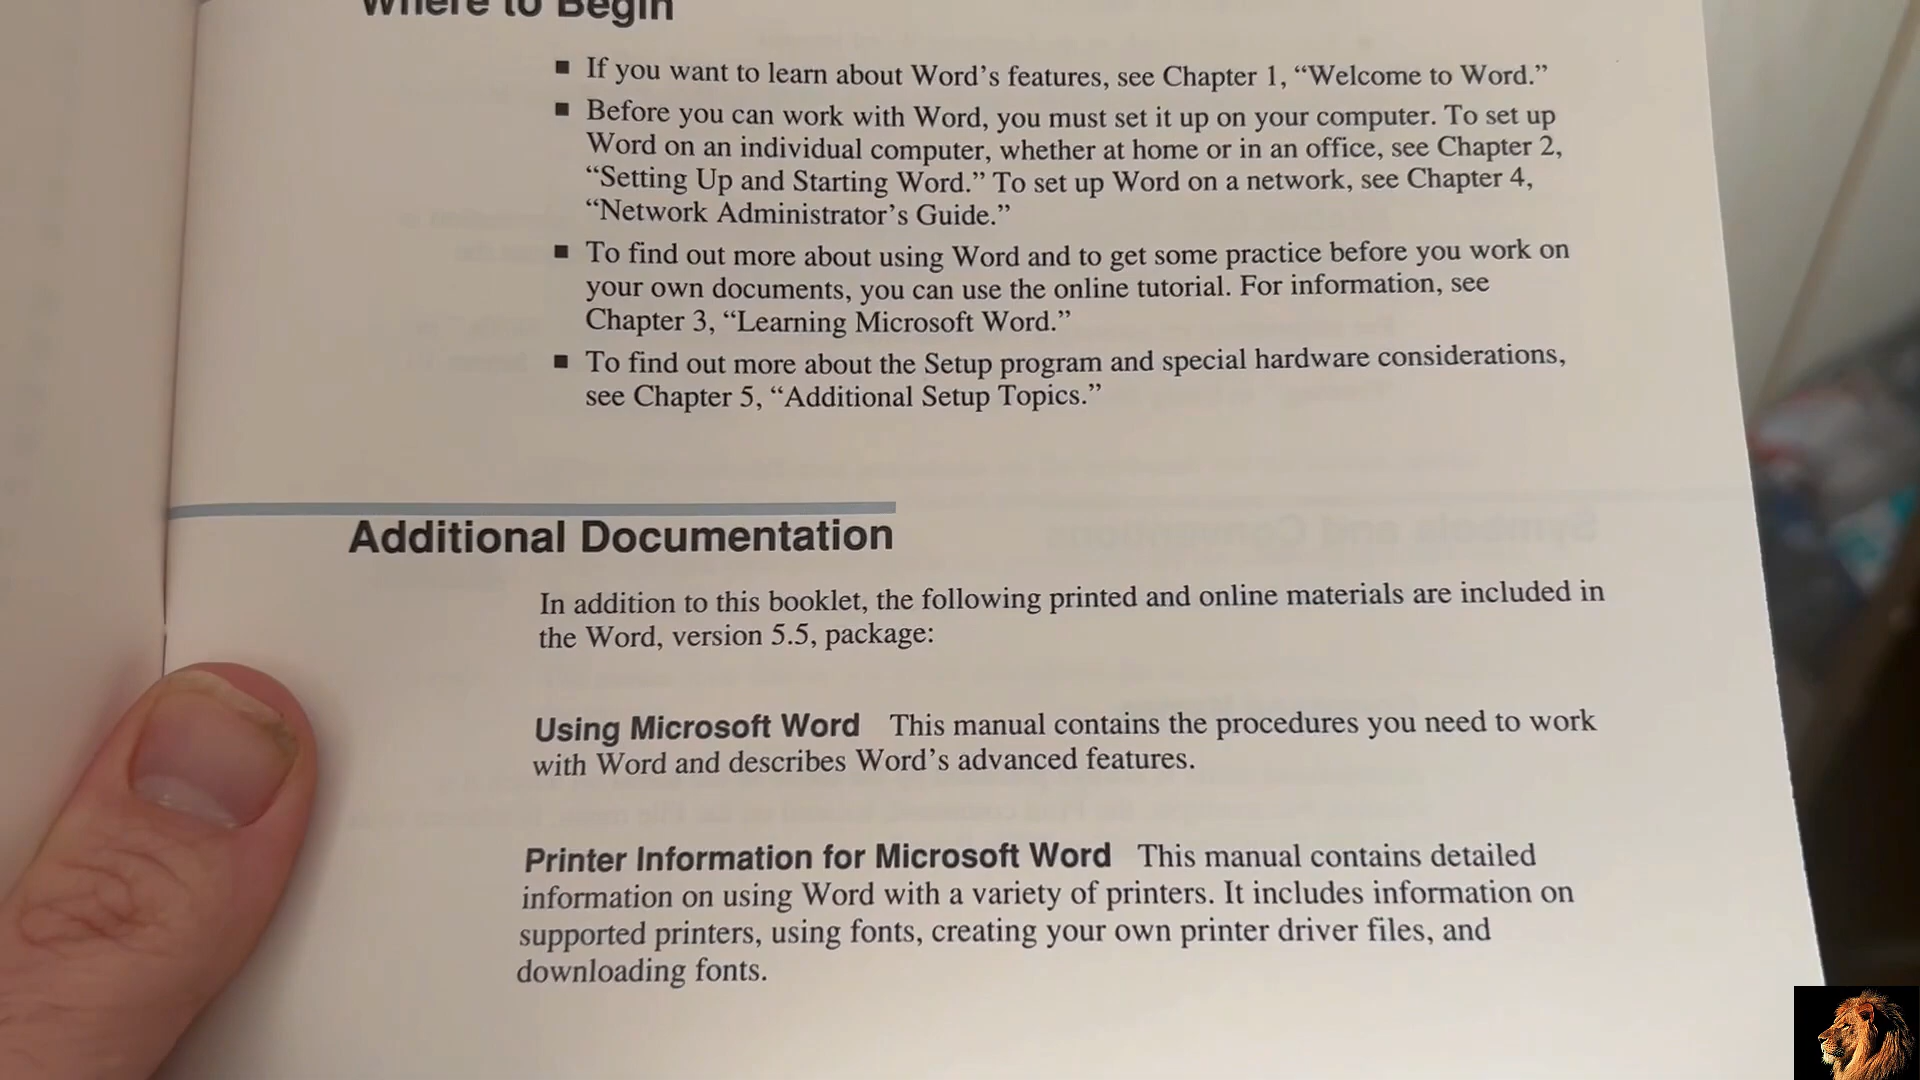 Where to Begin
■ If you want to learn about Word’s features, see Chapter 1, “Welcome to Word.”
■ Before you can work with Word, you must set it up on your computer. To set up
Word on an individual computer, whether at home or in an office, see Chapter 2,
“Setting Up and Starting Word.” To set up Word on a network, see Chapter 4,
“Network Administrator’s Guide.”
■ To find out more about using Word and to get some practice before you work on
your own documents, you can use the online tutorial. For information, see
Chapter 3, “Learning Microsoft Word.”
■ To find out more about the Setup program and special hardware considerations,
see Chapter 5, “Additional Setup Topics.”
Additional Documentation
In addition to this booklet, the following printed and online materials are included in
the Word, version 5.5, package:
Using Microsoft Word This manual contains the procedures you need to work
with Word and describes Word’s advanced features.
Printer Information for Microsoft Word This manual contains detailed
information on using Word with a variety of printers. It includes information on
supported printers, using fonts, creating your own printer driver files, and
downloading fonts.